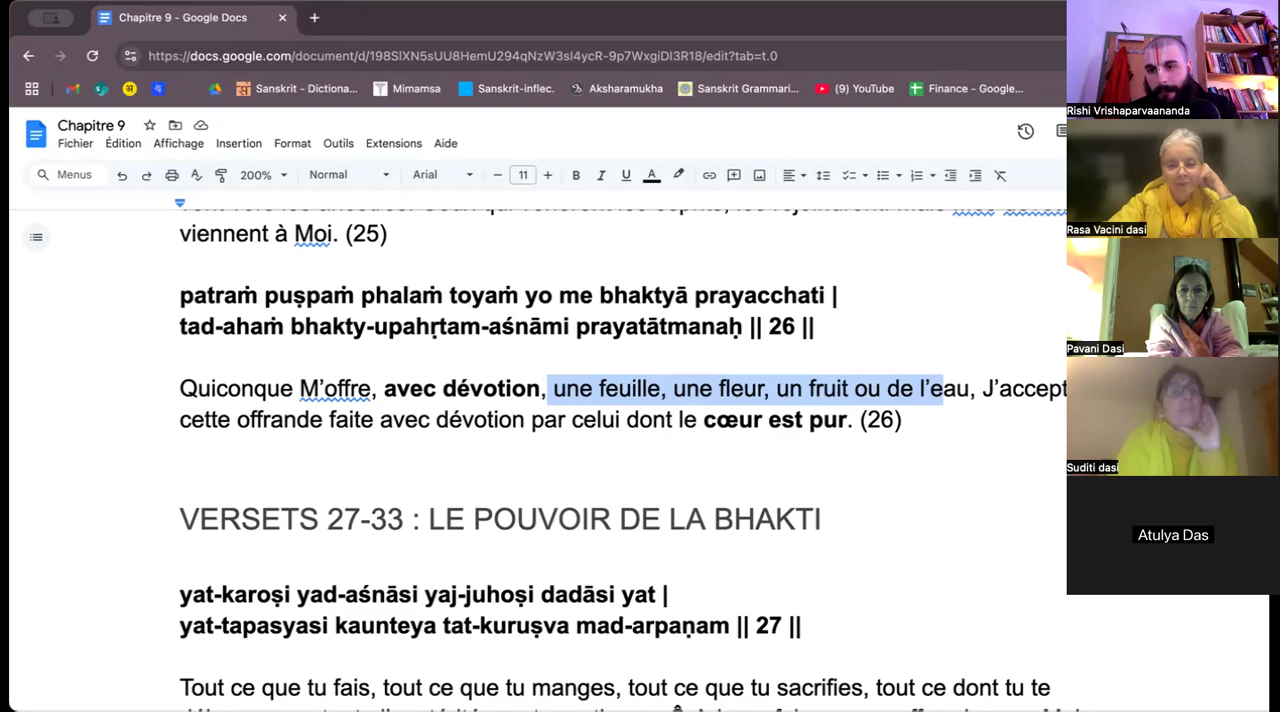 Chapitre 9 - Google Docs
https://docs.google.com/document/d/198SlXN5sUU8HemU294qNzW3sl4ycR-9p7WxgiDl3R18/edit?tab=t.0
Sanskrit - Dictiona...
Mimamsa
Sanskrit-inflec.
Aksharamukha
Sanskrit Grammari...
(9) YouTube
Finance - Google...
Chapitre 9
Fichier Édition Affichage Insertion Format Outils Extensions Aide
Menus 200% Normal Arial 11
viennent à Moi. (25)
patraṁ puṣpaṁ phalaṁ toyaṁ yo me bhaktyā prayacchati |
tad-ahaṁ bhakty-upahṛtam-aśnāmi prayatātmanaḥ || 26 ||
Quiconque M’offre, avec dévotion, une feuille, une fleur, un fruit ou de l’eau, J’accept
cette offrande faite avec dévotion par celui dont le cœur est pur. (26)
VERSETS 27-33 : LE POUVOIR DE LA BHAKTI
yat-karoṣi yad-aśnāsi yaj-juhoṣi dadāsi yat |
yat-tapasyasi kaunteya tat-kuruṣva mad-arpaṇam || 27 ||
Tout ce que tu fais, tout ce que tu manges, tout ce que tu sacrifies, tout ce dont tu te
Rishi Vrishaparvaananda
Rasa Vacini dasi
Pavani Dasi
Suditi dasi
Atulya Das